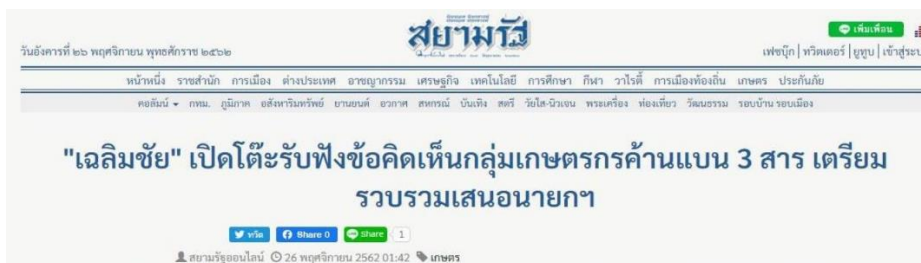 สยามรัฐ
วันอังคารที่ ๒๖ พฤศจิกายน พุทธศักราช ๒๕๖๒
เพิ่มเพื่อน
เฟซบุ๊ก | ทวิตเตอร์ | ยูทูบ | เข้าสู่ระบ
หน้าหนึ่ง ราชสำนัก การเมือง ต่างประเทศ อาชญากรรม เศรษฐกิจ เทคโนโลยี การศึกษา กีฬา วาไรตี้ การเมืองท้องถิ่น เกษตร ประกันภัย
คอลัมน์ กทม. ภูมิภาค อสังหาริมทรัพย์ ยานยนต์ อวกาศ สหกรณ์ บันเทิง สตรี วัยใส-นิวเจน พระเครื่อง ท่องเที่ยว วัฒนธรรม รอบบ้าน รอบเมือง
"เฉลิมชัย" เปิดโต๊ะรับฟังข้อคิดเห็นกลุ่มเกษตรกรค้านแบน 3 สาร เตรียม
รวบรวมเสนอนายกฯ
ทวีต Share 0 Share 1
สยามรัฐออนไลน์ 26 พฤศจิกายน 2562 01:42 เกษตร